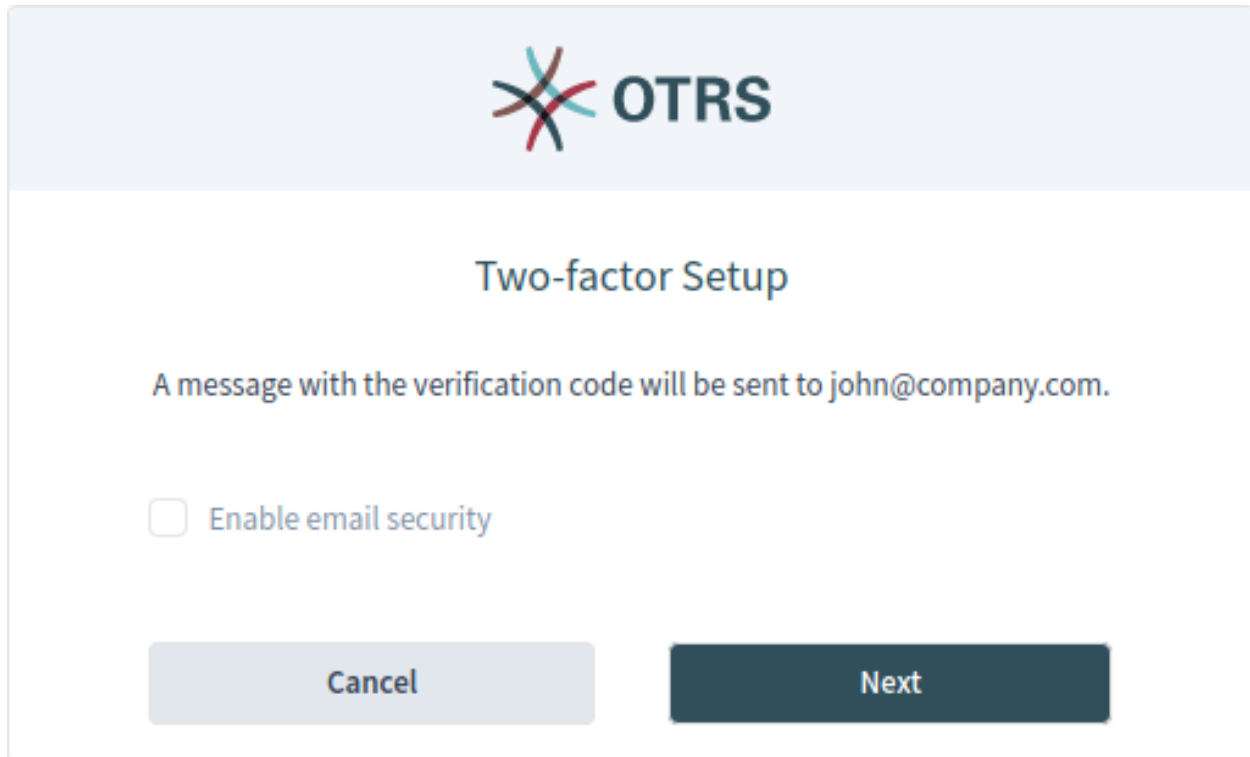 OTRS
Two-factor Setup
A message with the verification code will be sent to john@company.com.
Enable email security
Cancel
Next